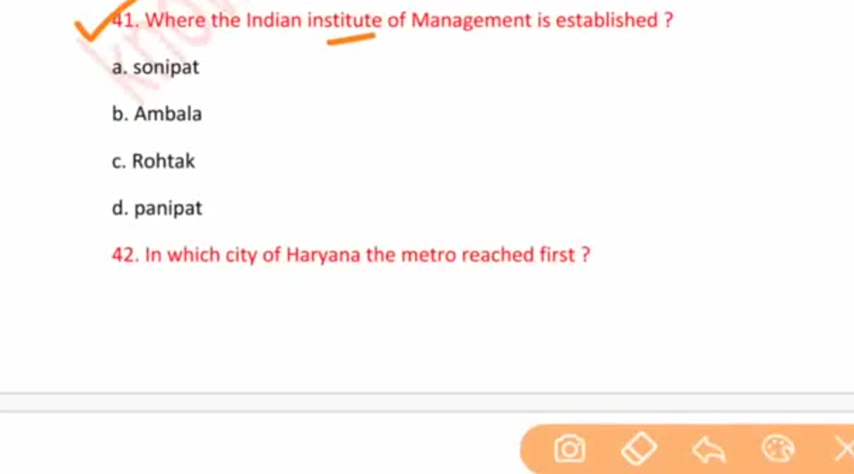 41. Where the Indian institute of Management is established ?
a. sonipat
b. Ambala
c. Rohtak
d. panipat
42. In which city of Haryana the metro reached first ?